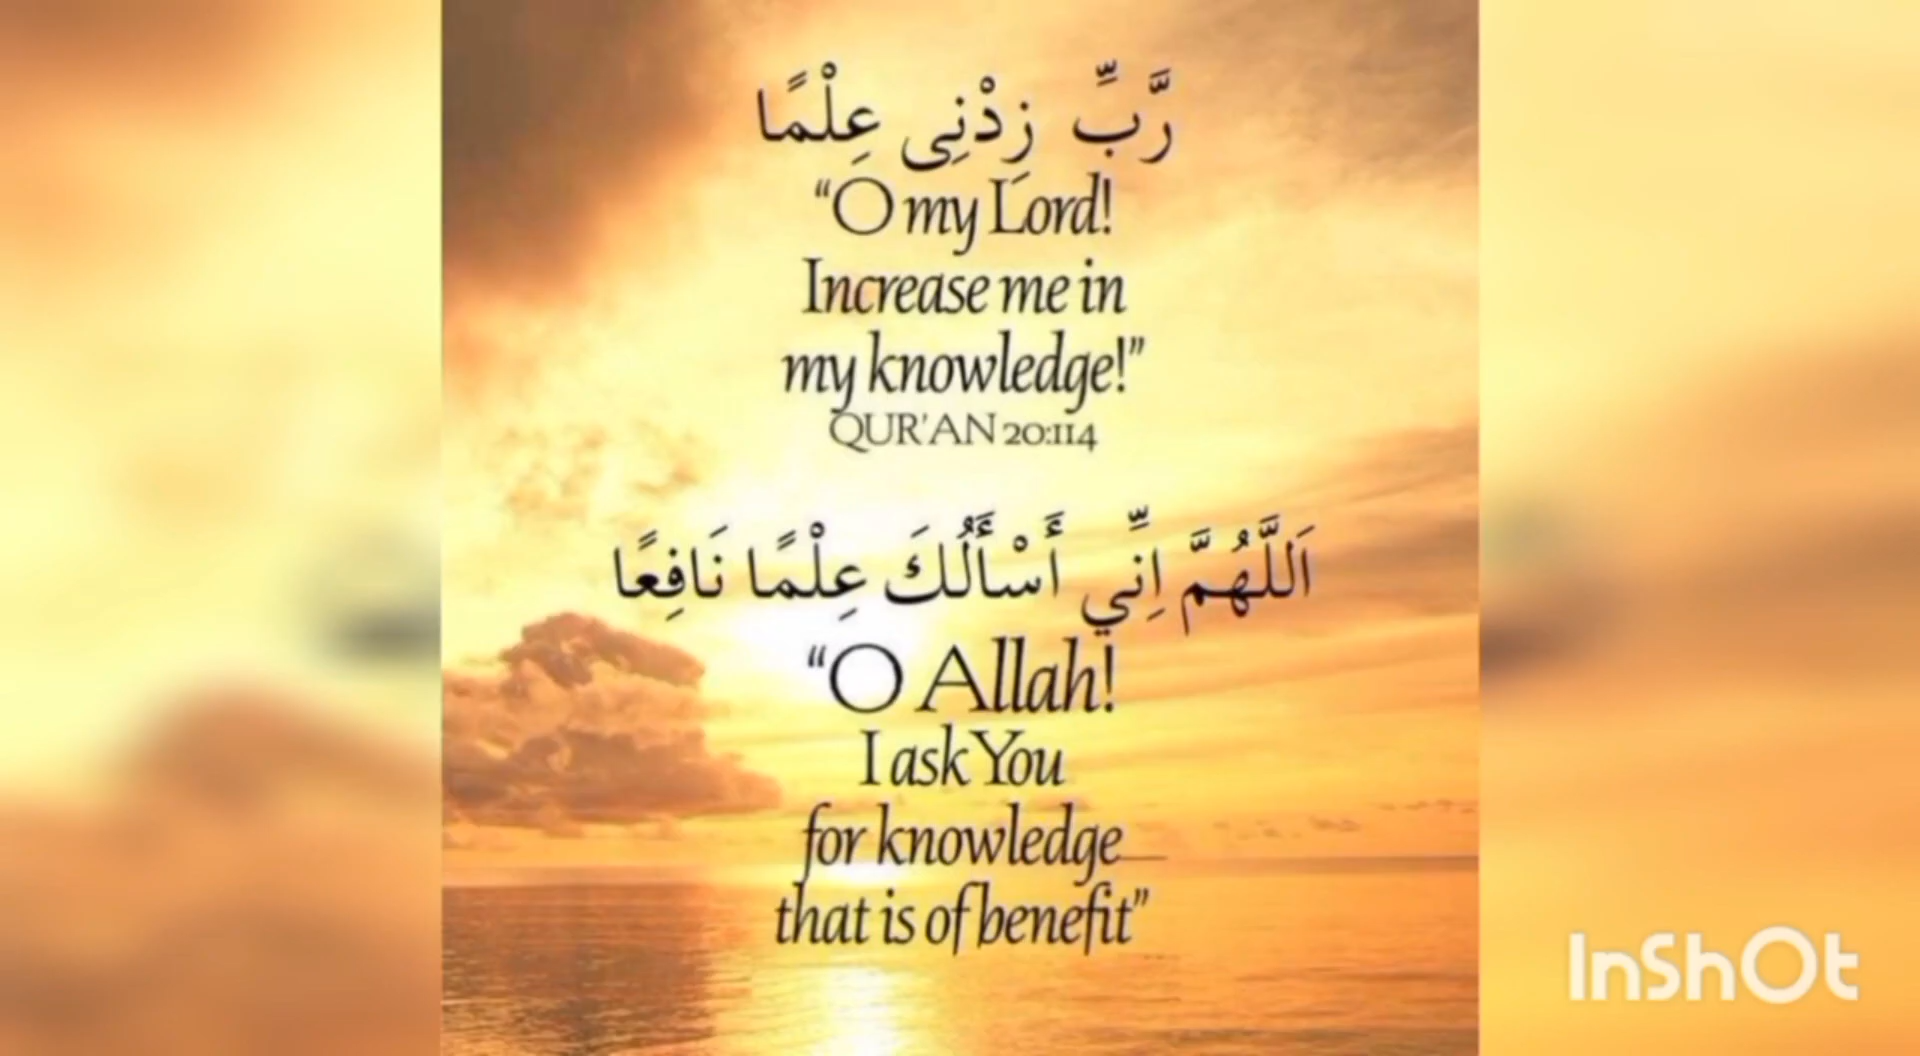 رَّبِّ زِدْنِى عِلْمًا
“O my Lord!
Increase me in
my knowledge!”
QUR’AN 20:114
اَللَّهُمَّ اِنِّي أَسْأَلُكَ عِلْمًا نَافِعًا
“O Allah!
I ask You
for knowledge
that is of benefit”
InShOt